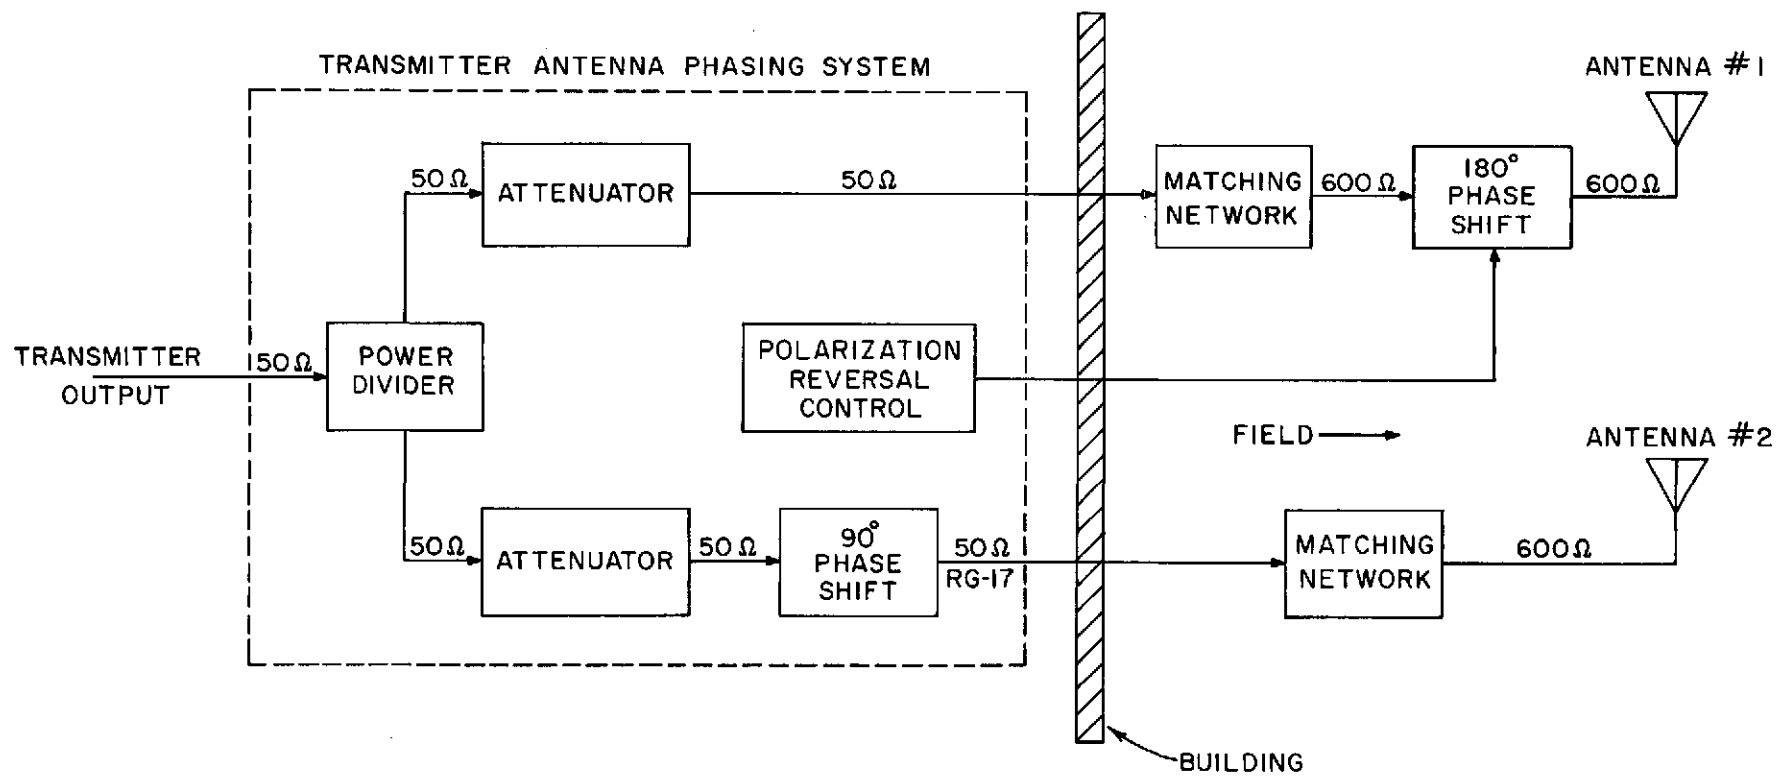 TRANSMITTER ANTENNA PHASING SYSTEM
ANTENNA #1
50Ω
ATTENUATOR
50Ω
MATCHING
NETWORK
600Ω
180°
PHASE
SHIFT
600Ω
TRANSMITTER
OUTPUT
50Ω
POWER
DIVIDER
POLARIZATION
REVERSAL
CONTROL
FIELD
ANTENNA #2
50Ω
ATTENUATOR
50Ω
90°
PHASE
SHIFT
50Ω
RG-17
MATCHING
NETWORK
600Ω
BUILDING